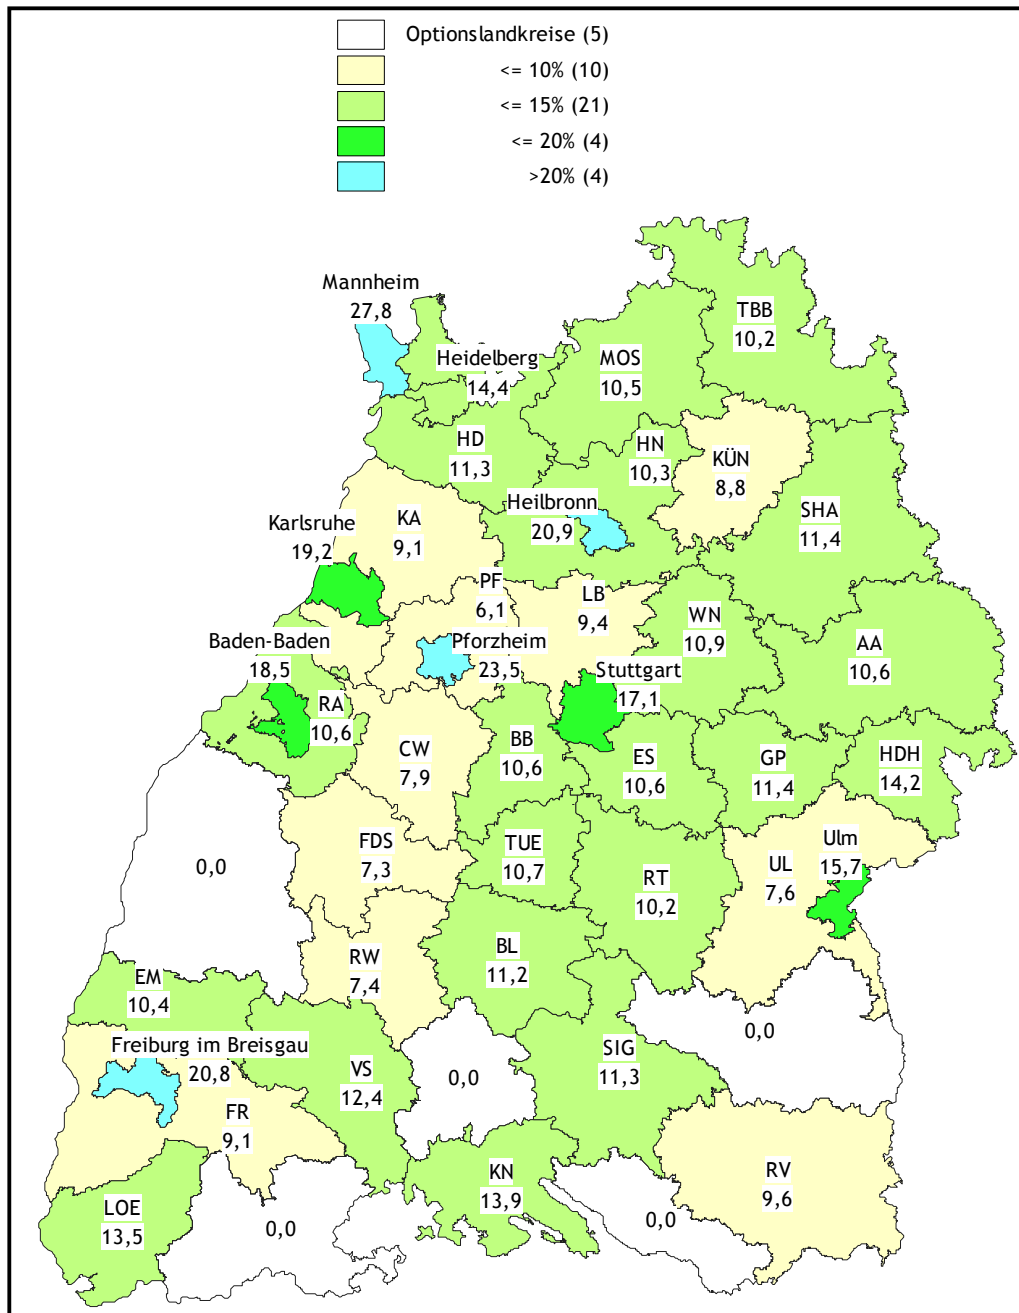 Optionslandkreise (5)
<= 10% (10)
<= 15% (21)
<= 20% (4)
>20% (4)
Mannheim
27,8
TBB
10,2
Heidelberg
14,4
MOS
10,5
HD
11,3
HN
10,3
KÜN
8,8
Heilbronn
20,9
SHA
11,4
Karlsruhe
19,2
KA
9,1
PF
6,1
LB
9,4
WN
10,9
AA
10,6
Baden-Baden
18,5
Pforzheim
23,5
Stuttgart
17,1
RA
10,6
CW
7,9
BB
10,6
ES
10,6
GP
11,4
HDH
14,2
FDS
7,3
TUE
10,7
RT
10,2
UL
7,6
Ulm
15,7
0,0
RW
7,4
BL
11,2
EM
10,4
0,0
Freiburg im Breisgau
20,8
VS
12,4
0,0
SIG
11,3
FR
9,1
KN
13,9
RV
9,6
LOE
13,5
0,0
0,0